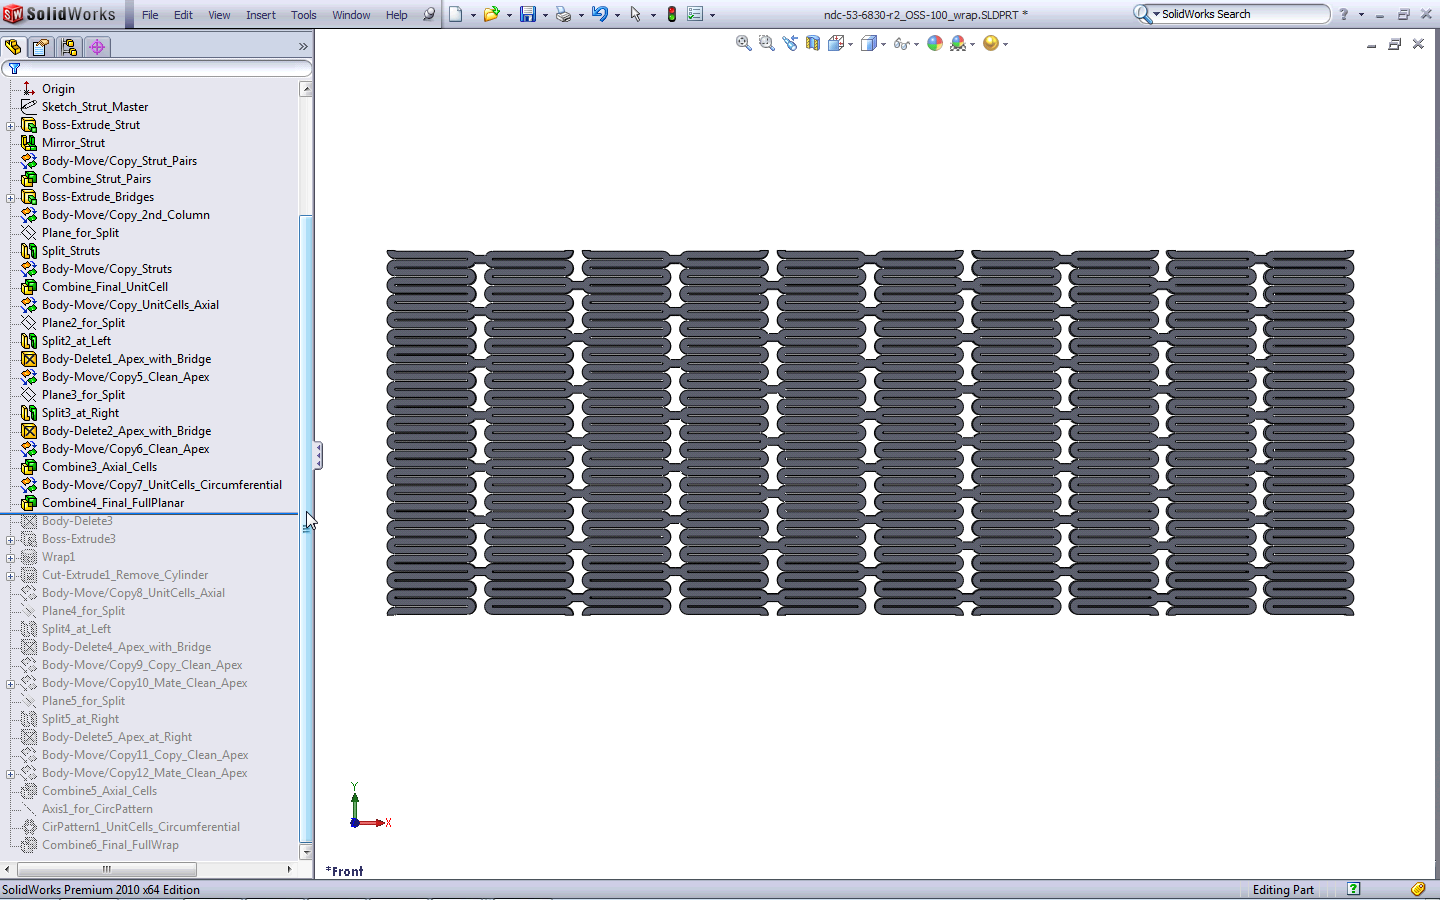 SolidWorks File Edit View Insert Tools Window Help ndc-53-6830-r2_OSS-100_wrap.SLDPRT * SolidWorks Search
Origin
Sketch_Strut_Master
Boss-Extrude_Strut
Mirror_Strut
Body-Move/Copy_Strut_Pairs
Combine_Strut_Pairs
Boss-Extrude_Bridges
Body-Move/Copy_2nd_Column
Plane_for_Split
Split_Struts
Body-Move/Copy_Struts
Combine_Final_UnitCell
Body-Move/Copy_UnitCells_Axial
Plane2_for_Split
Split2_at_Left
Body-Delete1_Apex_with_Bridge
Body-Move/Copy5_Clean_Apex
Plane3_for_Split
Split3_at_Right
Body-Delete2_Apex_with_Bridge
Body-Move/Copy6_Clean_Apex
Combine3_Axial_Cells
Body-Move/Copy7_UnitCells_Circumferential
Combine4_Final_FullPlanar
Body-Delete3
Boss-Extrude3
Wrap1
Cut-Extrude1_Remove_Cylinder
Body-Move/Copy8_UnitCells_Axial
Plane4_for_Split
Split4_at_Left
Body-Delete4_Apex_with_Bridge
Body-Move/Copy9_Copy_Clean_Apex
Body-Move/Copy10_Mate_Clean_Apex
Plane5_for_Split
Split5_at_Right
Body-Delete5_Apex_at_Right
Body-Move/Copy11_Copy_Clean_Apex
Body-Move/Copy12_Mate_Clean_Apex
Combine5_Axial_Cells
Axis1_for_CircPattern
CirPattern1_UnitCells_Circumferential
Combine6_Final_FullWrap
Y
X
*Front
SolidWorks Premium 2010 x64 Edition Editing Part